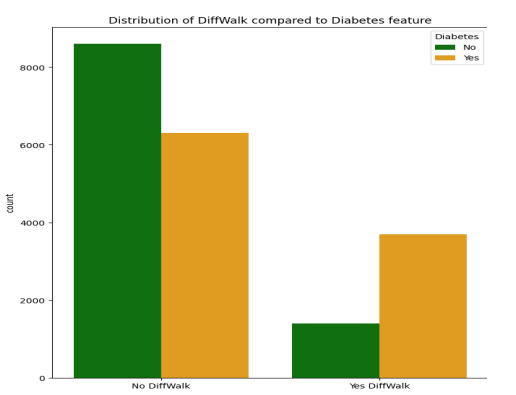 Distribution of DiffWalk compared to Diabetes feature
Diabetes
No
Yes
8000
6000
4000
2000
0
count
No DiffWalk
Yes DiffWalk